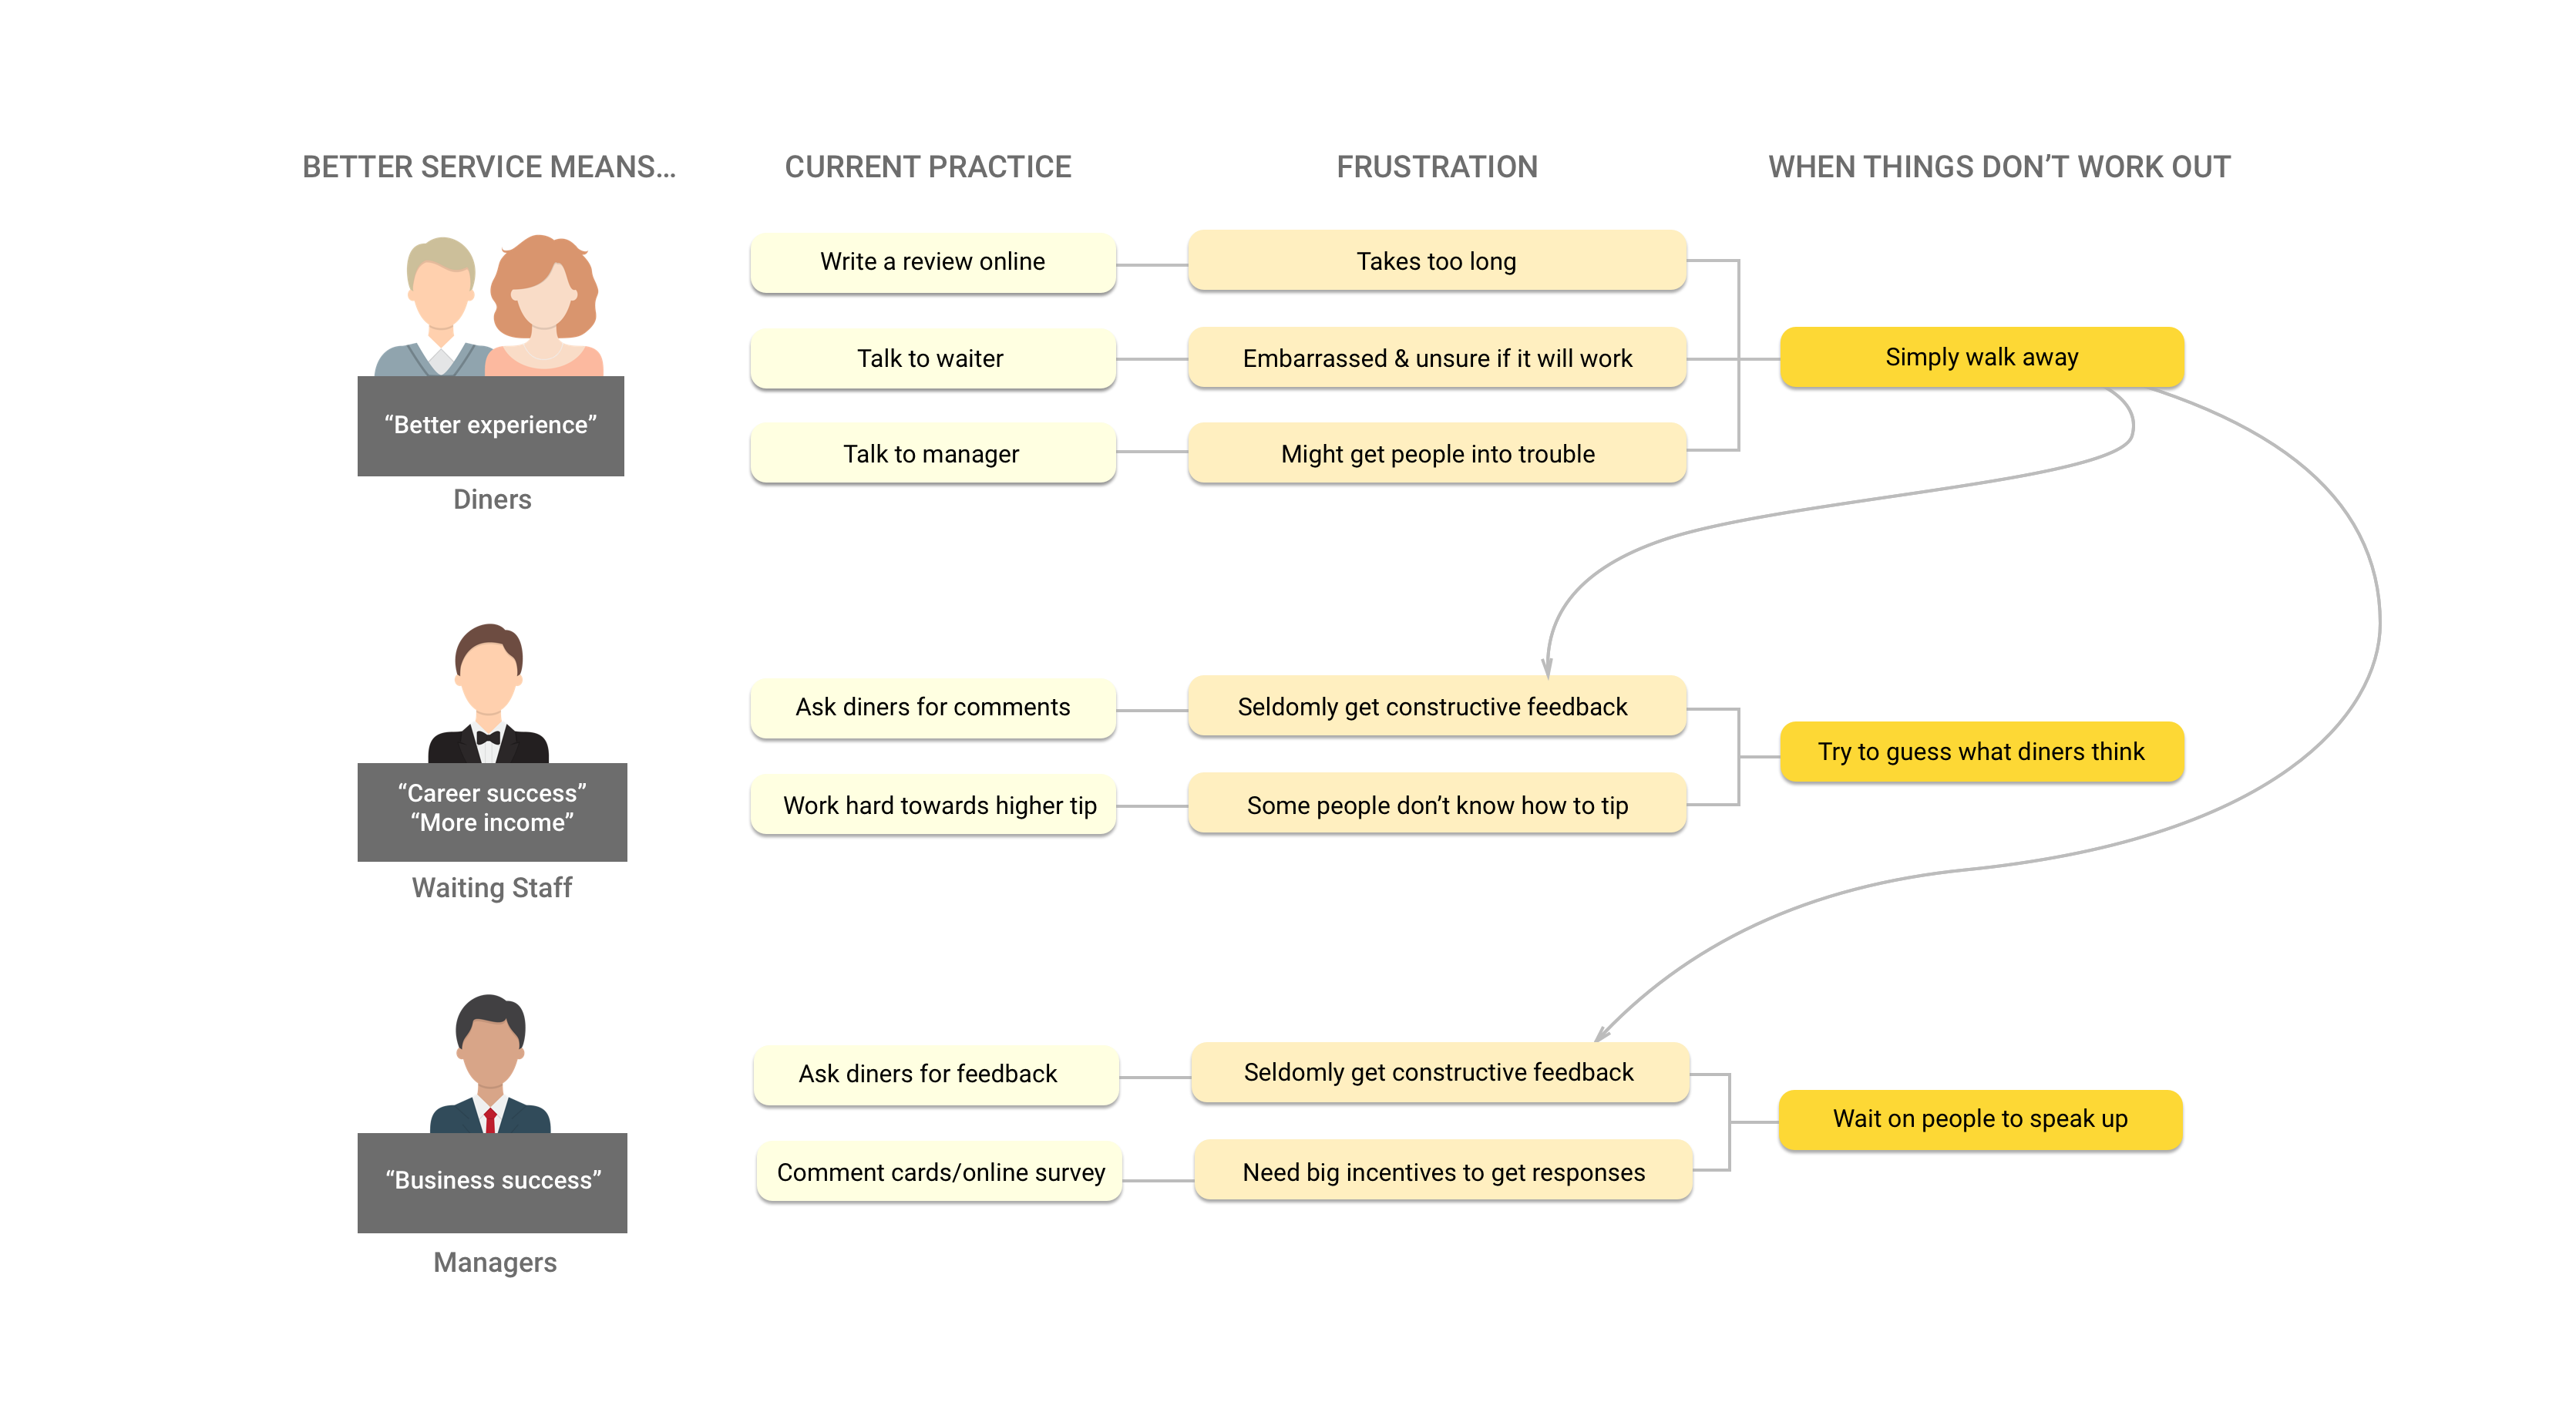 BETTER SERVICE MEANS...
CURRENT PRACTICE
FRUSTRATION
WHEN THINGS DON’T WORK OUT
“Better experience”
Diners
Write a review online
Takes too long
Talk to waiter
Embarrassed & unsure if it will work
Talk to manager
Might get people into trouble
Simply walk away
“Career success”
“More income”
Waiting Staff
Ask diners for comments
Seldomly get constructive feedback
Work hard towards higher tip
Some people don’t know how to tip
Try to guess what diners think
“Business success”
Managers
Ask diners for feedback
Seldomly get constructive feedback
Comment cards/online survey
Need big incentives to get responses
Wait on people to speak up